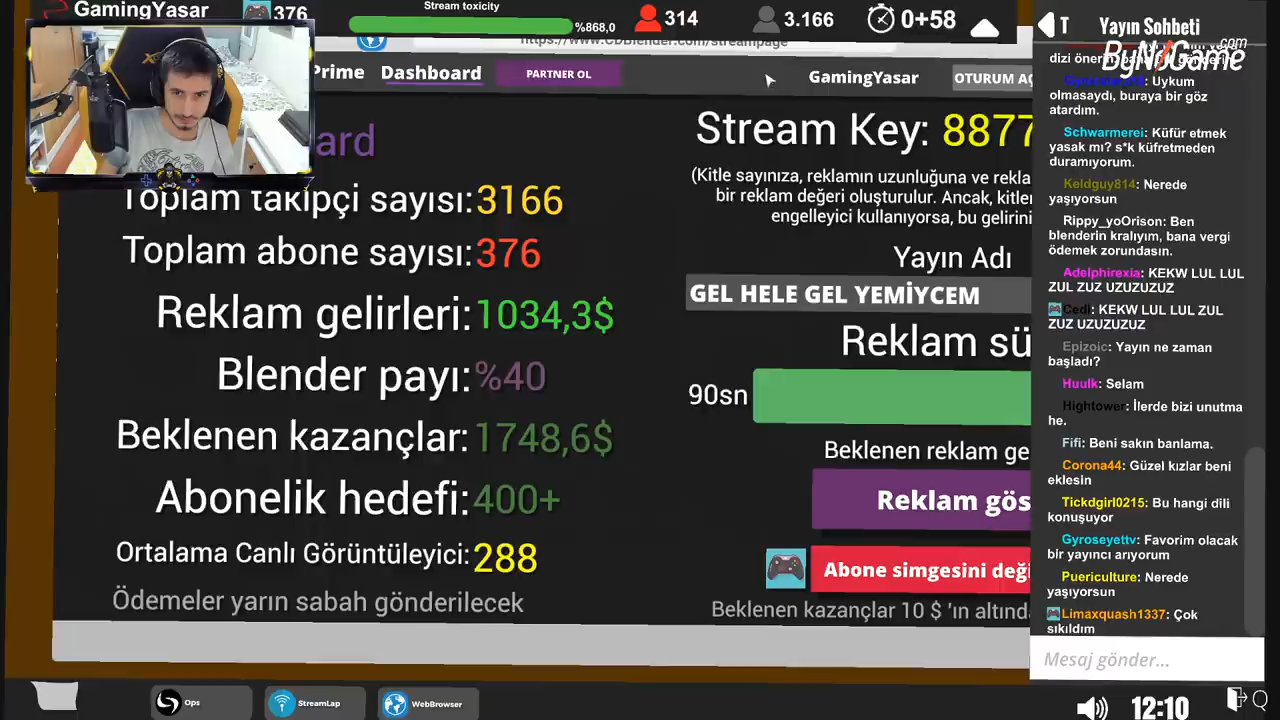 GamingYasar
376
Stream toxicity
%868,0
314
3.166
0+58
T
Yayın Sohbeti
BuNiGame
.com
https://www.CDBlender.com/streampage
Prime
Dashboard
PARTNER OL
GamingYasar
OTURUM AÇ
ard
Toplam takipçi sayısı:3166
Toplam abone sayısı:376
Reklam gelirleri:1034,3$
Blender payı:%40
Beklenen kazançlar:1748,6$
Abonelik hedefi:400+
Ortalama Canlı Görüntüleyici:288
Ödemeler yarın sabah gönderilecek
Stream Key: 8877
(Kitle sayınıza, reklamın uzunluğuna ve rekla
bir reklam değeri oluşturulur. Ancak, kitler
engelleyici kullanıyorsa, bu gelirini
Yayın Adı
GEL HELE GEL YEMİYCEM
Reklam sü
90sn
Beklenen reklam ge
Reklam gös
Abone simgesini deği
Beklenen kazançlar 10 $ 'ın altında
Uykum
olmasaydı, buraya bir göz
atardım.
Schwarmerei: Küfür etmek
yasak mı? s*k küfretmeden
duramıyorum.
Keldguy814: Nerede
yaşıyorsun
Rippy_yoOrison: Ben
blenderin kralıyım, bana vergi
ödemek zorundasın.
Adelphirexia: KEKW LUL LUL
ZUL ZUZ UZUZUZUZ
Cedi: KEKW LUL LUL ZUL
ZUZ UZUZUZUZ
Epizoic: Yayın ne zaman
başladı?
Huulk: Selam
Hightower: İlerde bizi unutma
he.
Fifi: Beni sakın banlama.
Corona44: Güzel kızlar beni
eklesin
Tickdgirl0215: Bu hangi dili
konuşuyor
Gyroseyettv: Favorim olacak
bir yayıncı arıyorum
Puericulture: Nerede
yaşıyorsun
Limaxquash1337: Çok
sıkıldım
Mesaj gönder...
Ops
StreamLap
WebBrowser
12:10
Q